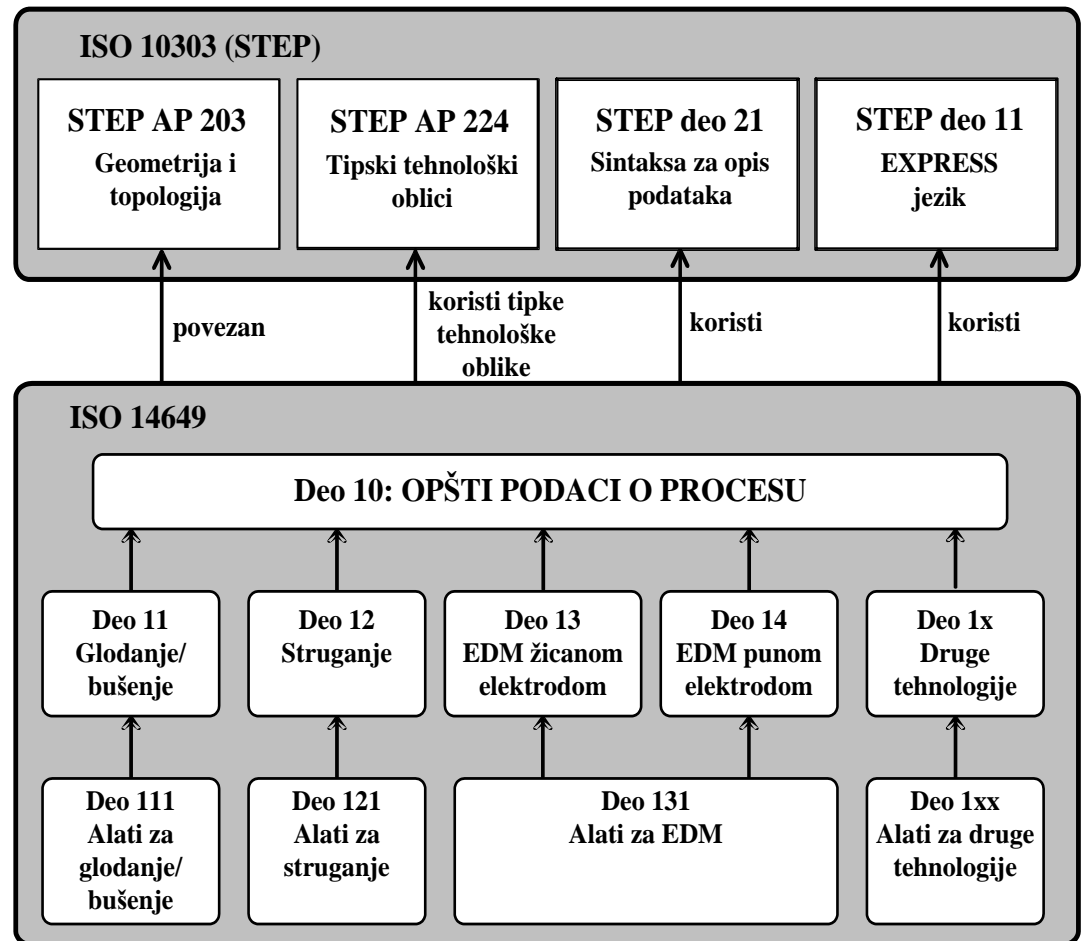 ISO 10303 (STEP)
STEP AP 203
Geometrija i
topologija
STEP AP 224
Tipski tehnološki
oblici
STEP deo 21
Sintaksa za opis
podataka
STEP deo 11
EXPRESS
jezik
povezan
koristi tipke
tehnološke
oblike
koristi
koristi
ISO 14649
Deo 10: OPŠTI PODACI O PROCESU
Deo 11
Glodanje/
bušenje
Deo 12
Struganje
Deo 13
EDM žicanom
elektrodom
Deo 14
EDM punom
elektrodom
Deo 1x
Druge
tehnologije
Deo 111
Alati za
glodanje/
bušenje
Deo 121
Alati za
struganje
Deo 131
Alati za EDM
Deo 1xx
Alati za druge
tehnologije